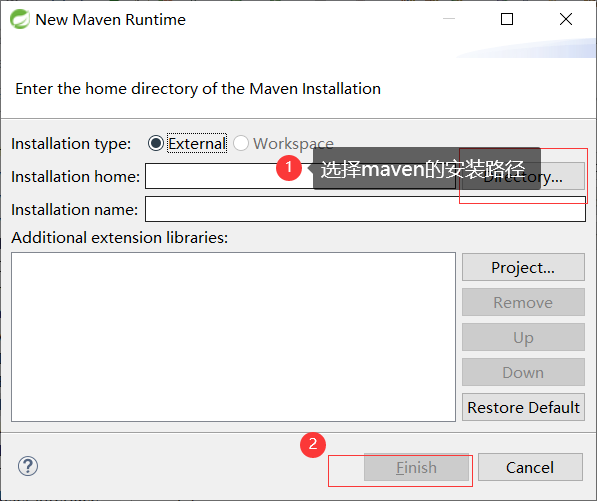 New Maven Runtime
Enter the home directory of the Maven Installation
Installation type: External Workspace
Installation home: 1 选择maven的安装路径 Directory...
Installation name:
Additional extension libraries:
Project...
Remove
Up
Down
Restore Default
2
? Finish Cancel